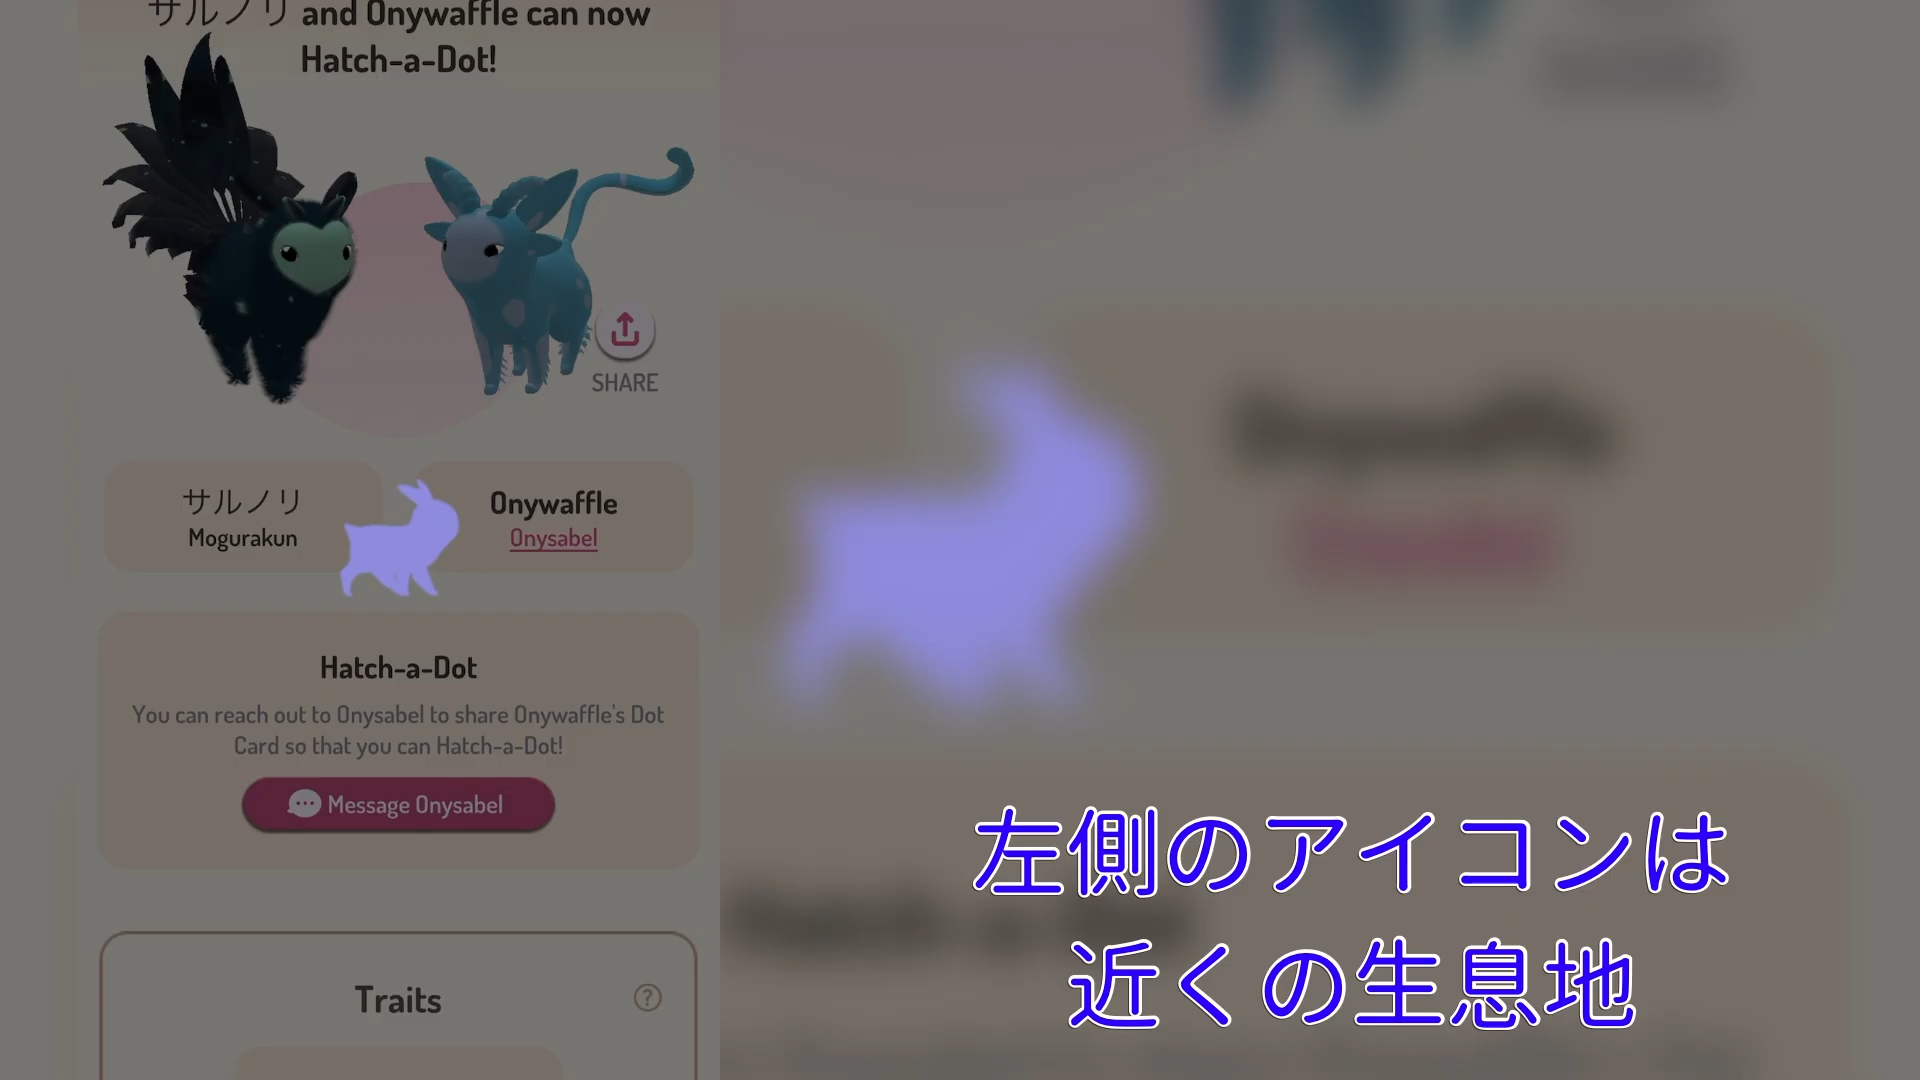 サルノリ and Onywaffle can now
Hatch-a-Dot!
SHARE
サルノリ
Mogurakun
Onywaffle
Onysabel
Hatch-a-Dot
You can reach out to Onysabel to share Onywaffle's Dot
Card so that you can Hatch-a-Dot!
Message Onysabel
Traits
?
Onywaffle
左側のアイコンは
近くの生息地